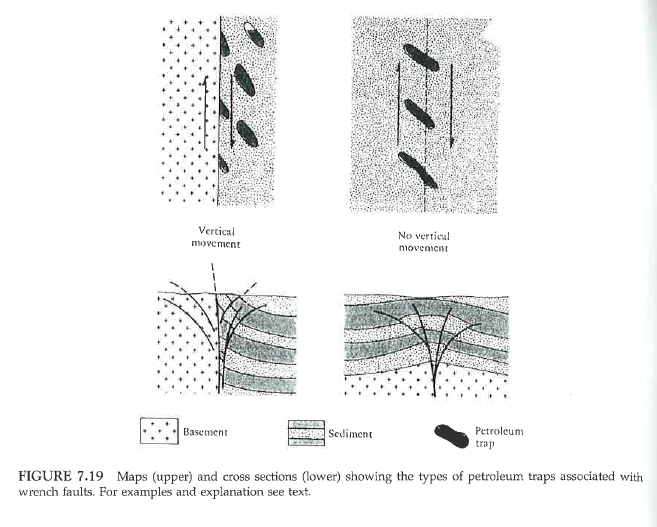 Vertical
movement
No vertical
movement
Basement
Sediment
Petroleum
trap
FIGURE 7.19 Maps (upper) and cross sections (lower) showing the types of petroleum traps associated with
wrench faults. For examples and explanation see text.